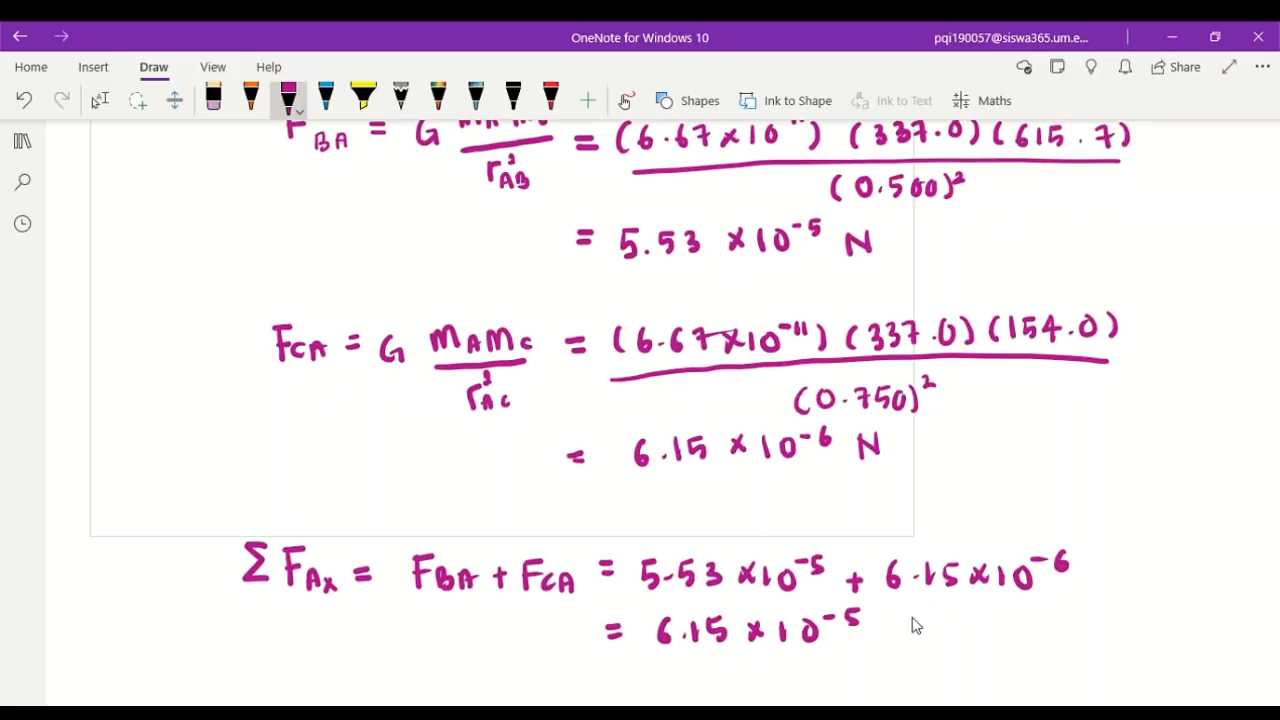 OneNote for Windows 10 pqi190057@siswa365.um.e...
Home Insert Draw View Help Share
Shapes Ink to Shape Ink to Text Maths
F_BA = G / r_AB² = (6.67 × 10⁻¹¹) (337.0) (615.7) / (0.500)²
= 5.53 × 10⁻⁵ N
F_CA = G m_A m_C / r_AC² = (6.67 × 10⁻¹¹) (337.0) (154.0) / (0.750)²
= 6.15 × 10⁻⁶ N
Σ F_Ax = F_BA + F_CA = 5.53 × 10⁻⁵ + 6.15 × 10⁻⁶
= 6.15 × 10⁻⁵